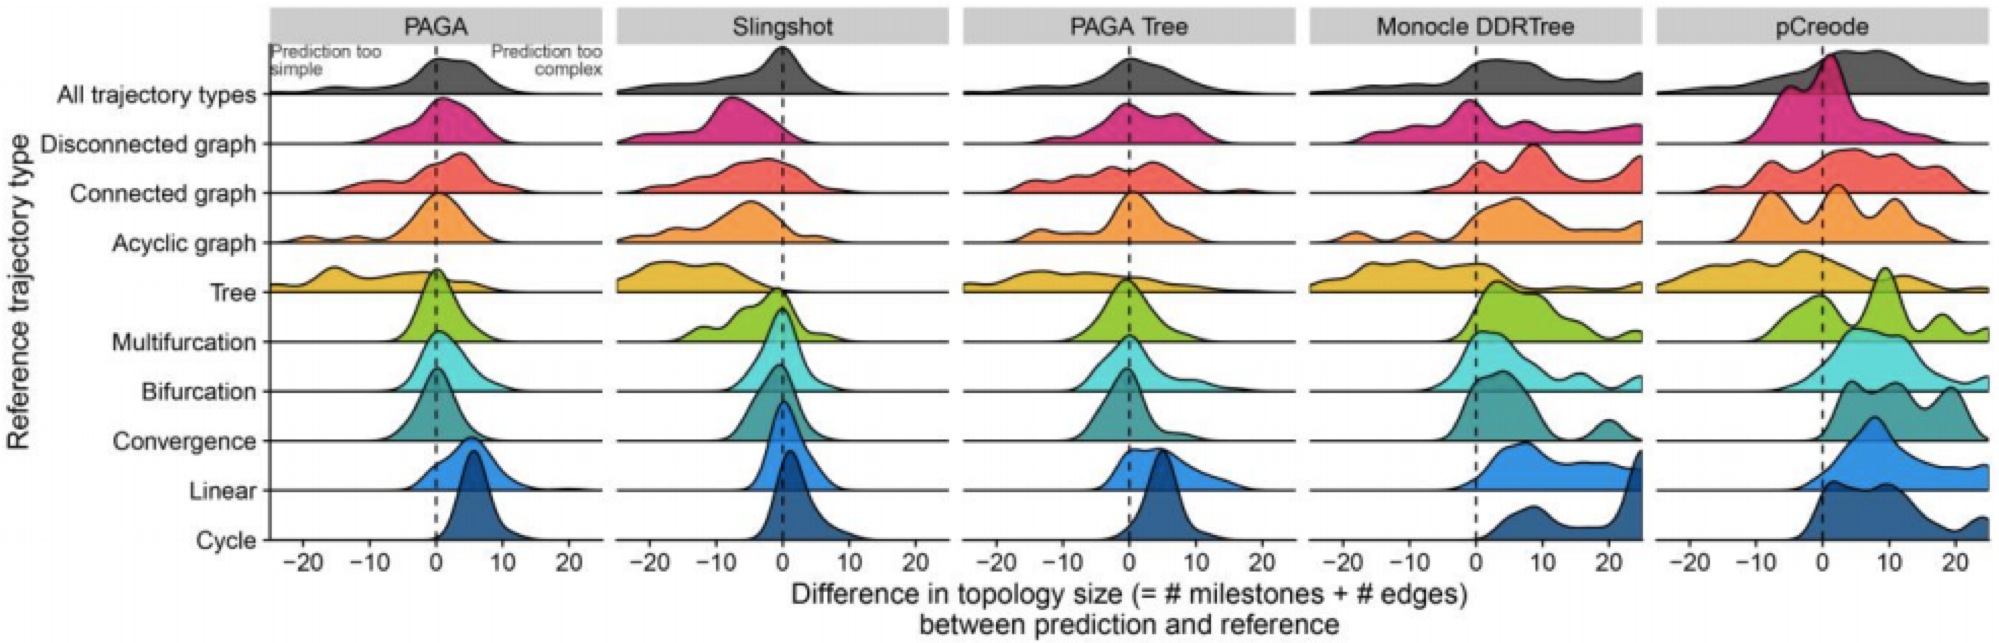 PAGA
Slingshot
PAGA Tree
Monocle DDRTree
pCreode
Prediction too
simple
Prediction too
complex
Reference trajectory type
All trajectory types
Disconnected graph
Connected graph
Acyclic graph
Tree
Multifurcation
Bifurcation
Convergence
Linear
Cycle
−20 −10 0 10 20
−20 −10 0 10 20
−20 −10 0 10 20
−20 −10 0 10 20
−20 −10 0 10 20
Difference in topology size (= # milestones + # edges)
between prediction and reference